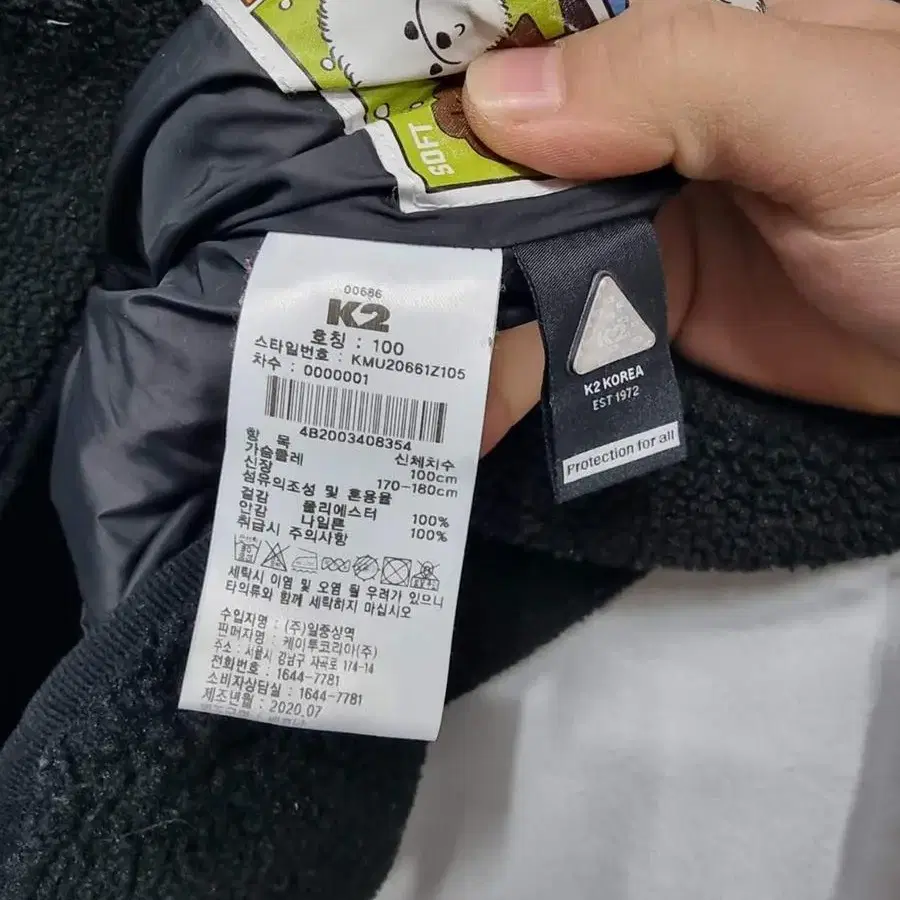 SOFT
00686
K2
호칭 : 100
스타일번호 : KMU20661Z105
차수 : 0000001
4B2003408354
항 목 신체치수
가슴둘레 100cm
신장 170-180cm
섬유의조성 및 혼용율
겉감 폴리에스터 100%
안감 나일론 100%
취급시 주의사항
세탁시 이염 및 오염 될 우려가 있으니
타의류와 함께 세탁하지 마십시오
수입자명 : (주)일중상역
판매자명 : 케이투코리아(주)
주소 : 서울시 강남구 자곡로 174-14
전화번호 : 1644-7781
소비자상담실 : 1644-7781
제조년월 : 2020.07
K2
K2 KOREA
EST 1972
Protection for all